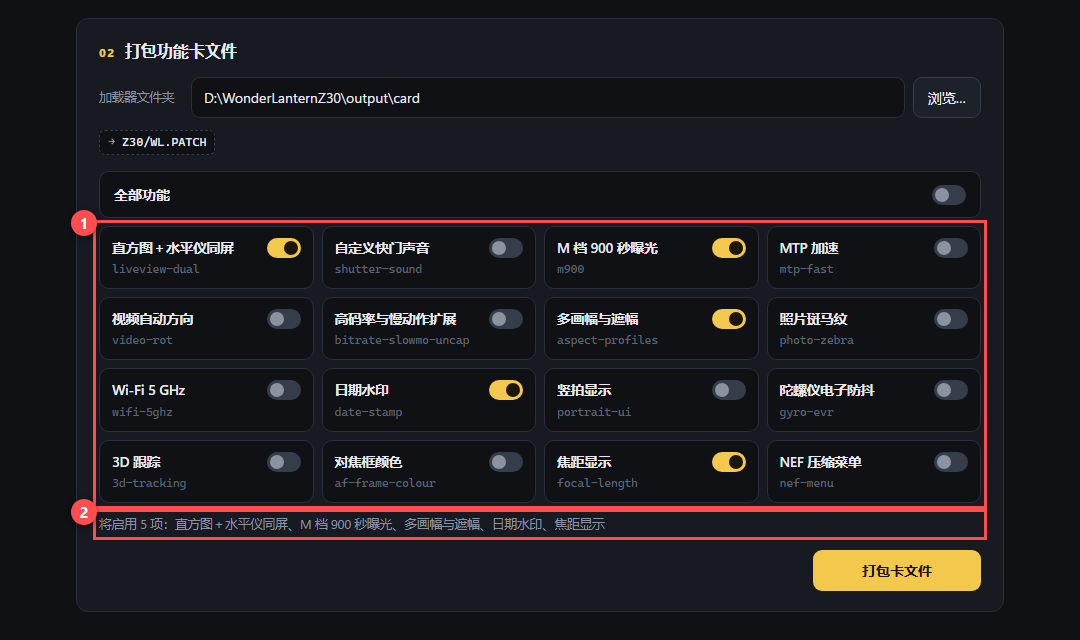 02 打包功能卡文件
加载器文件夹 D:\WonderLanternZ30\output\card 浏览...
→ Z30/WL.PATCH
全部功能
1
直方图 + 水平仪同屏 自定义快门声音 M 档 900 秒曝光 MTP 加速
liveview-dual shutter-sound m900 mtp-fast
视频自动方向 高码率与慢动作扩展 多画幅与遮幅 照片斑马纹
video-rot bitrate-slowmo-uncap aspect-profiles photo-zebra
Wi-Fi 5 GHz 日期水印 竖拍显示 陀螺仪电子防抖
wifi-5ghz date-stamp portrait-ui gyro-evr
3D 跟踪 对焦框颜色 焦距显示 NEF 压缩菜单
3d-tracking af-frame-colour focal-length nef-menu
2
将启用 5 项：直方图 + 水平仪同屏、M 档 900 秒曝光、多画幅与遮幅、日期水印、焦距显示
打包卡文件